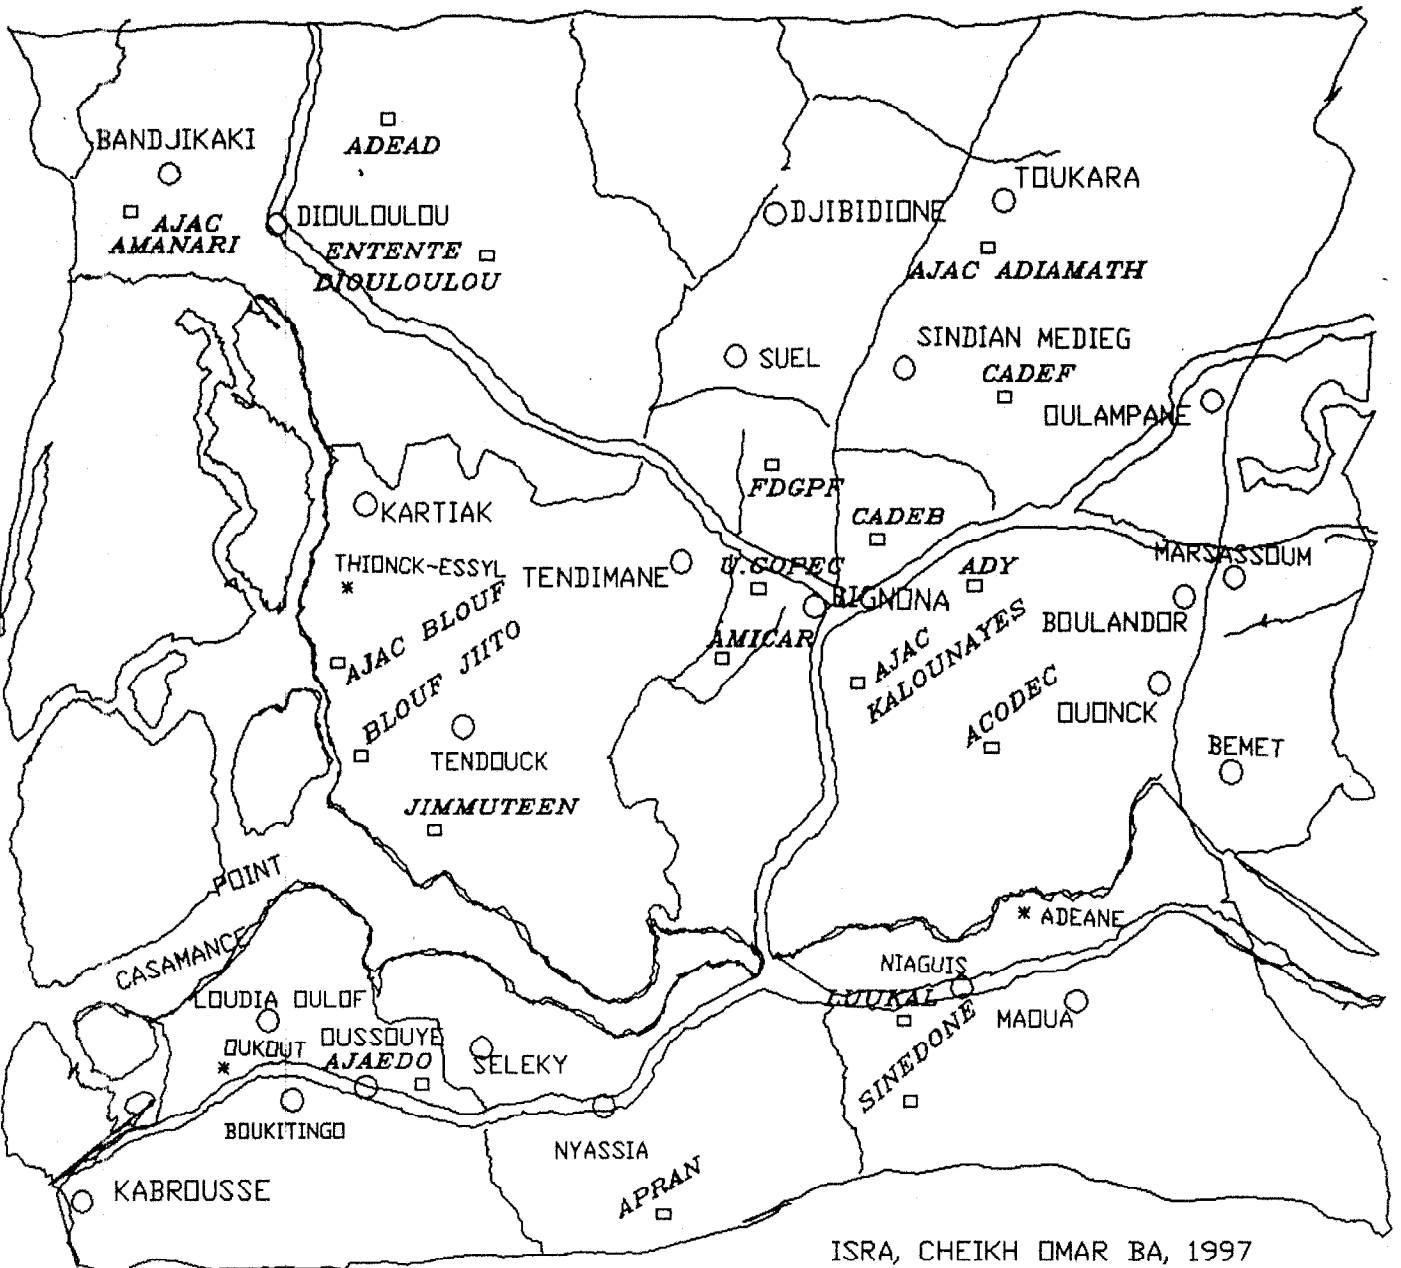 BANDJIKAKI
ADEAD
TOUKARA
AJAC
AMANARI
DIOULOULOU
ENTENTE
DIOULOULOU
DJIBIDIONE
AJAC ADIAMATH
SINDIAN MEDIEG
SUEL
CADEF
OULAMPANE
FDGPF
KARTIAK
CADEB
THIONCK-ESSYL
TENDIMANE
U.GOPEC
ADY
MARSASSOUM
BIGNONA
BOULANDOR
AJAC BLOUF
BLOUF JIITO
AMICAR
AJAC
KALOUNAYES
ACODEC
OUONCK
TENDOUCK
BEMET
JIMMUTEEN
POINT
ADEANE
CASAMANCE
NIAGUIS
LOUDIA OULOF
LUUKAL
MAOUA
OUKOUT
OUSSOUYE
AJAEDO
SELEKY
SINEDONE
BOUKITINGO
NYASSIA
KABROUSSE
APRAN
ISRA, CHEIKH OMAR BA, 1997